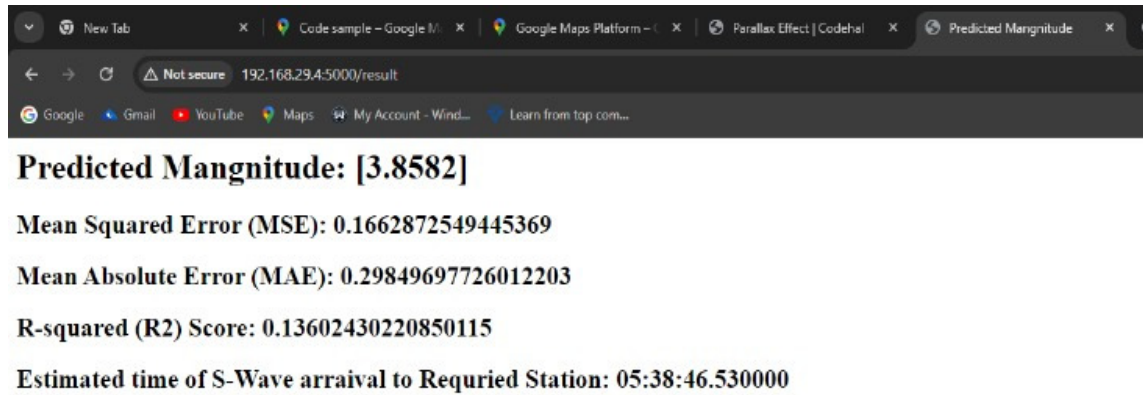 New Tab
Code sample – Google M
Google Maps Platform – G
Parallax Effect | Codehal
Predicted Mangnitude
Not secure 192.168.29.4:5000/result
Google Gmail YouTube Maps My Account - Wind... Learn from top com...
Predicted Mangnitude: [3.8582]
Mean Squared Error (MSE): 0.1662872549445369
Mean Absolute Error (MAE): 0.29849697726012203
R-squared (R2) Score: 0.13602430220850115
Estimated time of S-Wave arraival to Requried Station: 05:38:46.530000